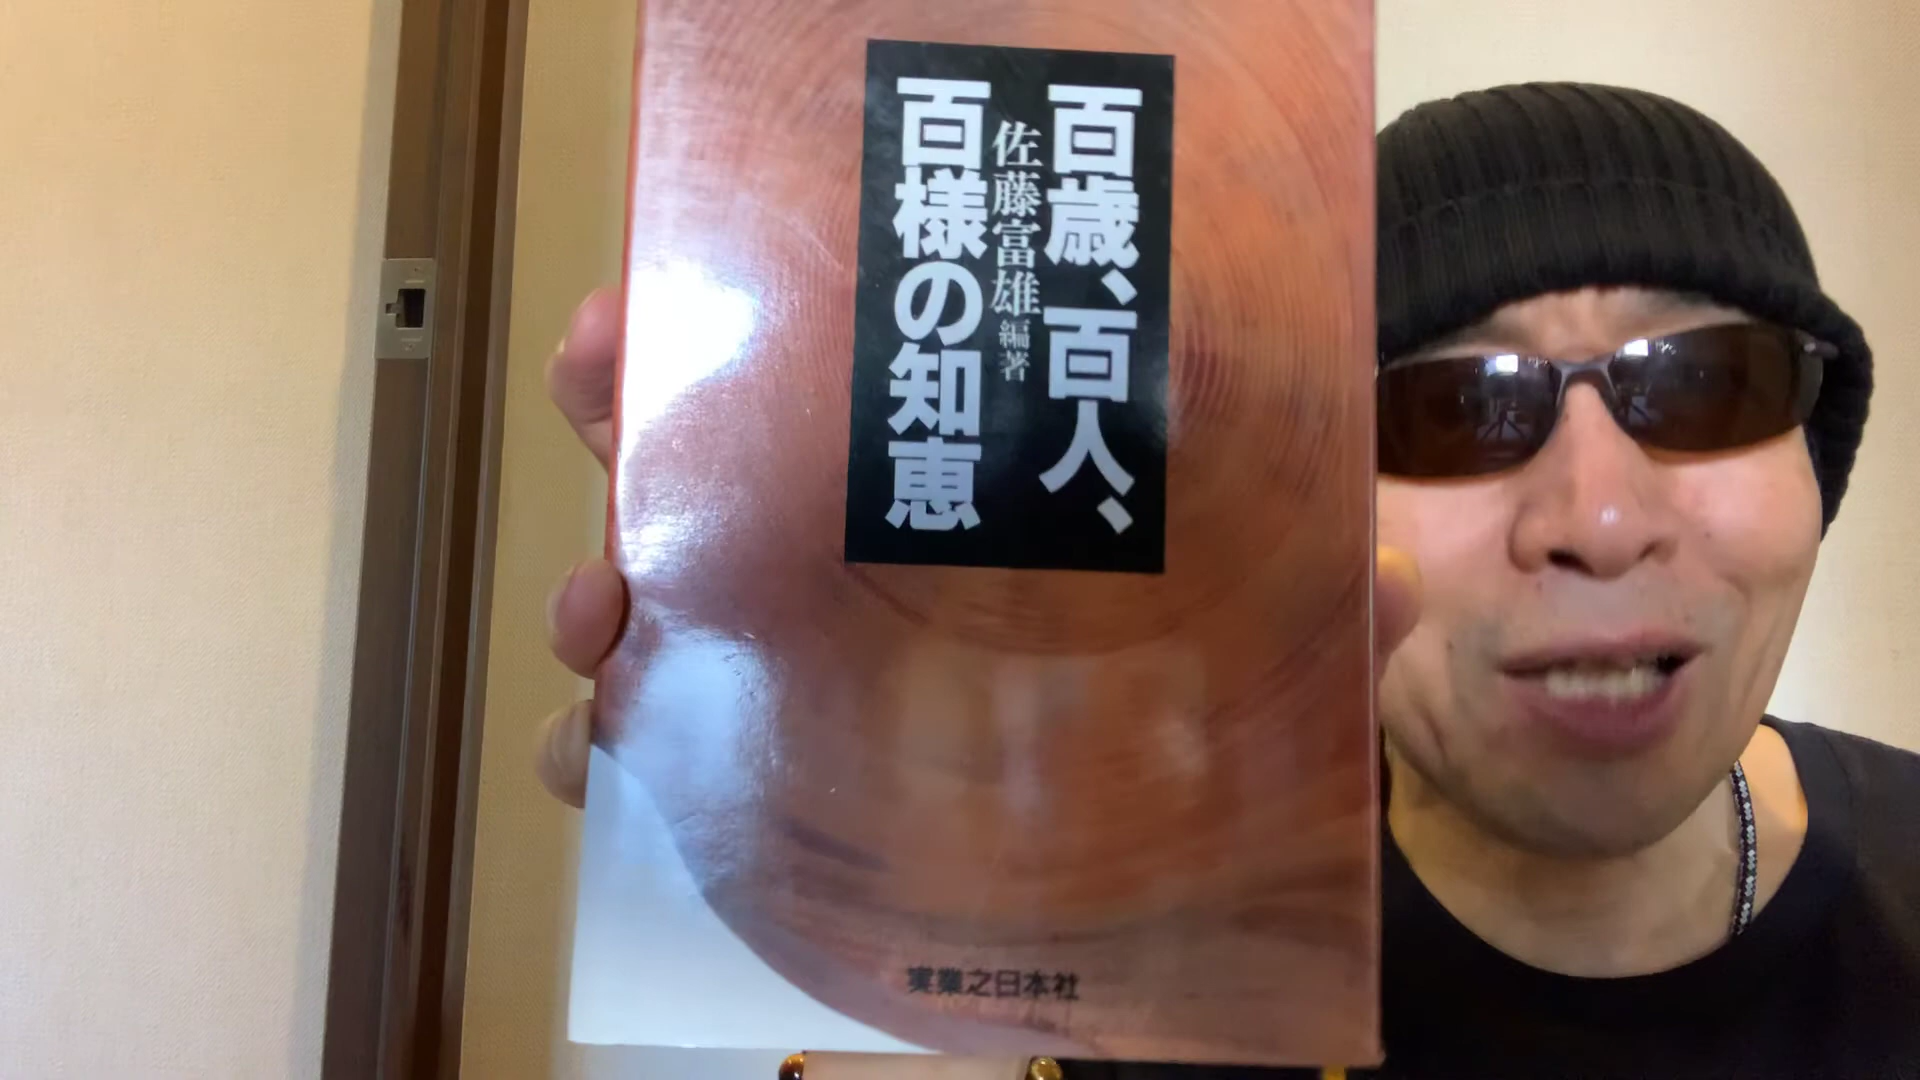 百歳、百人、
佐藤富雄 編著
百様の知恵
実業之日本社